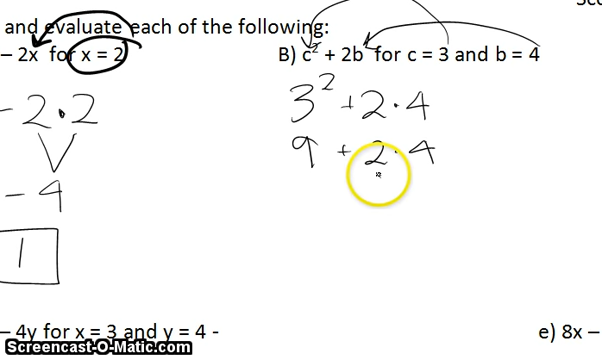 and evaluate each of the following:
– 2x for x = 2
- 2 · 2
- 4
1
B) c² + 2b for c = 3 and b = 4
3² + 2 · 4
9 + 2 · 4
– 4y for x = 3 and y = 4 -
e) 8x –
Screencast-O-Matic.com